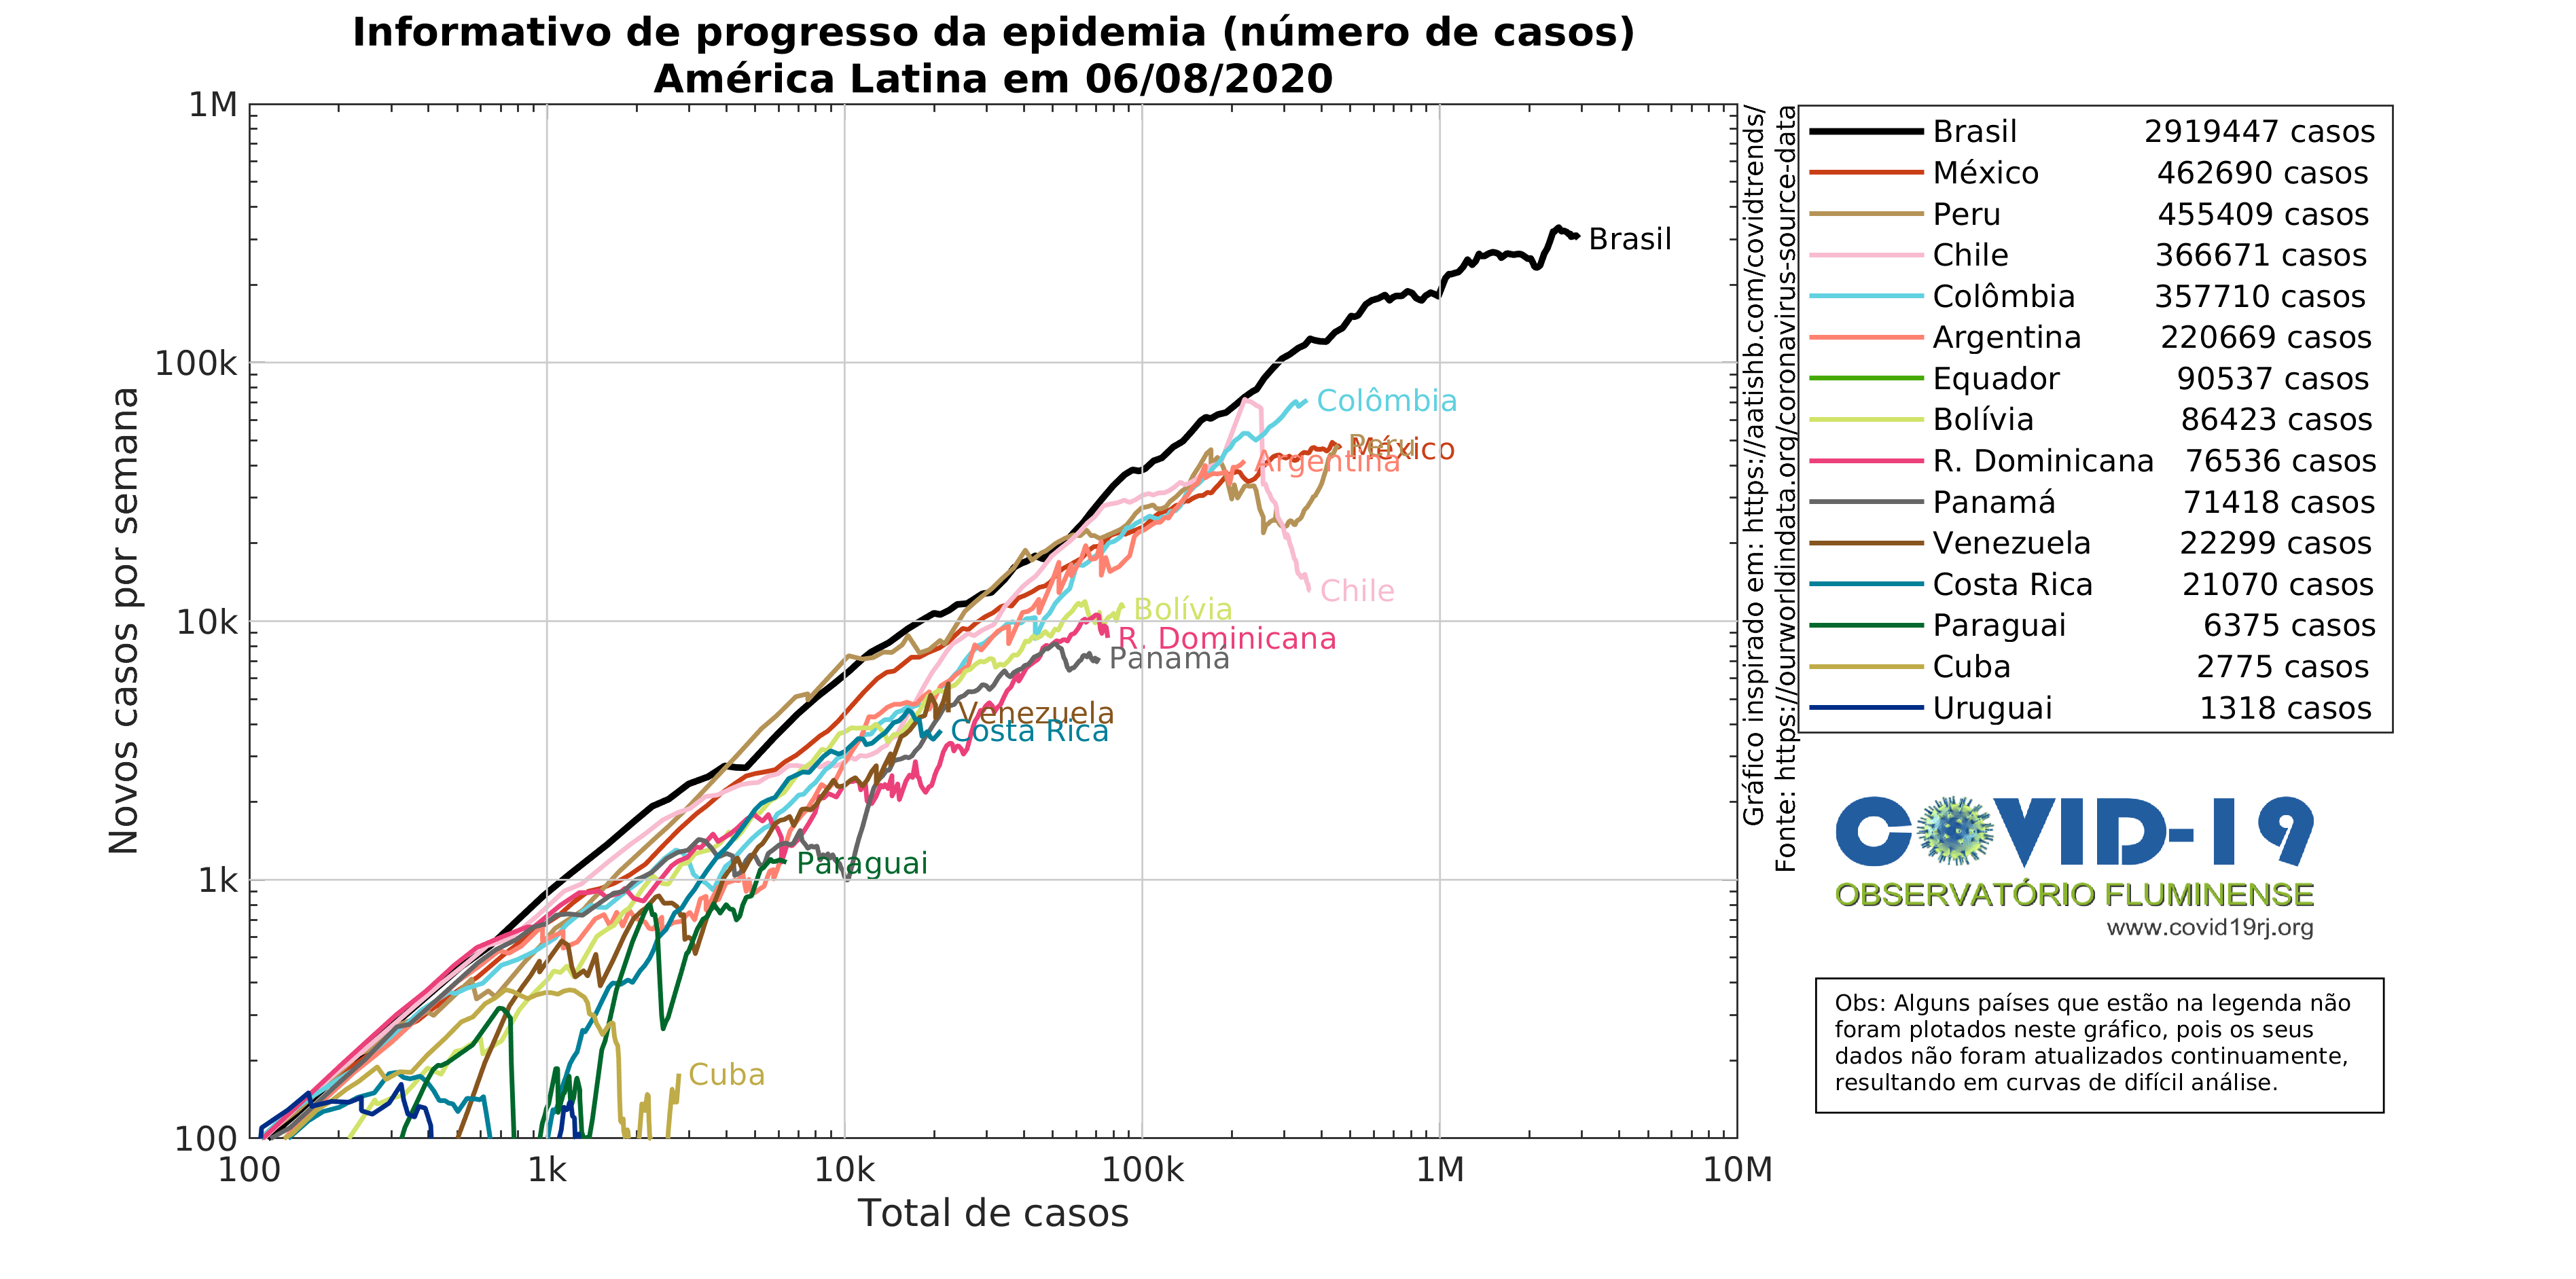 Informativo de progresso da epidemia (número de casos)
América Latina em 06/08/2020
1M
100k
10k
1k
100
Novos casos por semana
100
1k
10k
100k
1M
10M
Total de casos
Brasil
Colômbia
Peru
México
Argentina
Chile
Bolívia
R. Dominicana
Panamá
Venezuela
Costa Rica
Paraguai
Cuba
Gráfico inspirado em: https://aatishb.com/covidtrends/
Fonte: https://ourworldindata.org/coronavirus-source-data
Brasil 2919447 casos
México 462690 casos
Peru 455409 casos
Chile 366671 casos
Colômbia 357710 casos
Argentina 220669 casos
Equador 90537 casos
Bolívia 86423 casos
R. Dominicana 76536 casos
Panamá 71418 casos
Venezuela 22299 casos
Costa Rica 21070 casos
Paraguai 6375 casos
Cuba 2775 casos
Uruguai 1318 casos
COVID-19
OBSERVATÓRIO FLUMINENSE
www.covid19rj.org
Obs: Alguns países que estão na legenda não
foram plotados neste gráfico, pois os seus
dados não foram atualizados continuamente,
resultando em curvas de difícil análise.